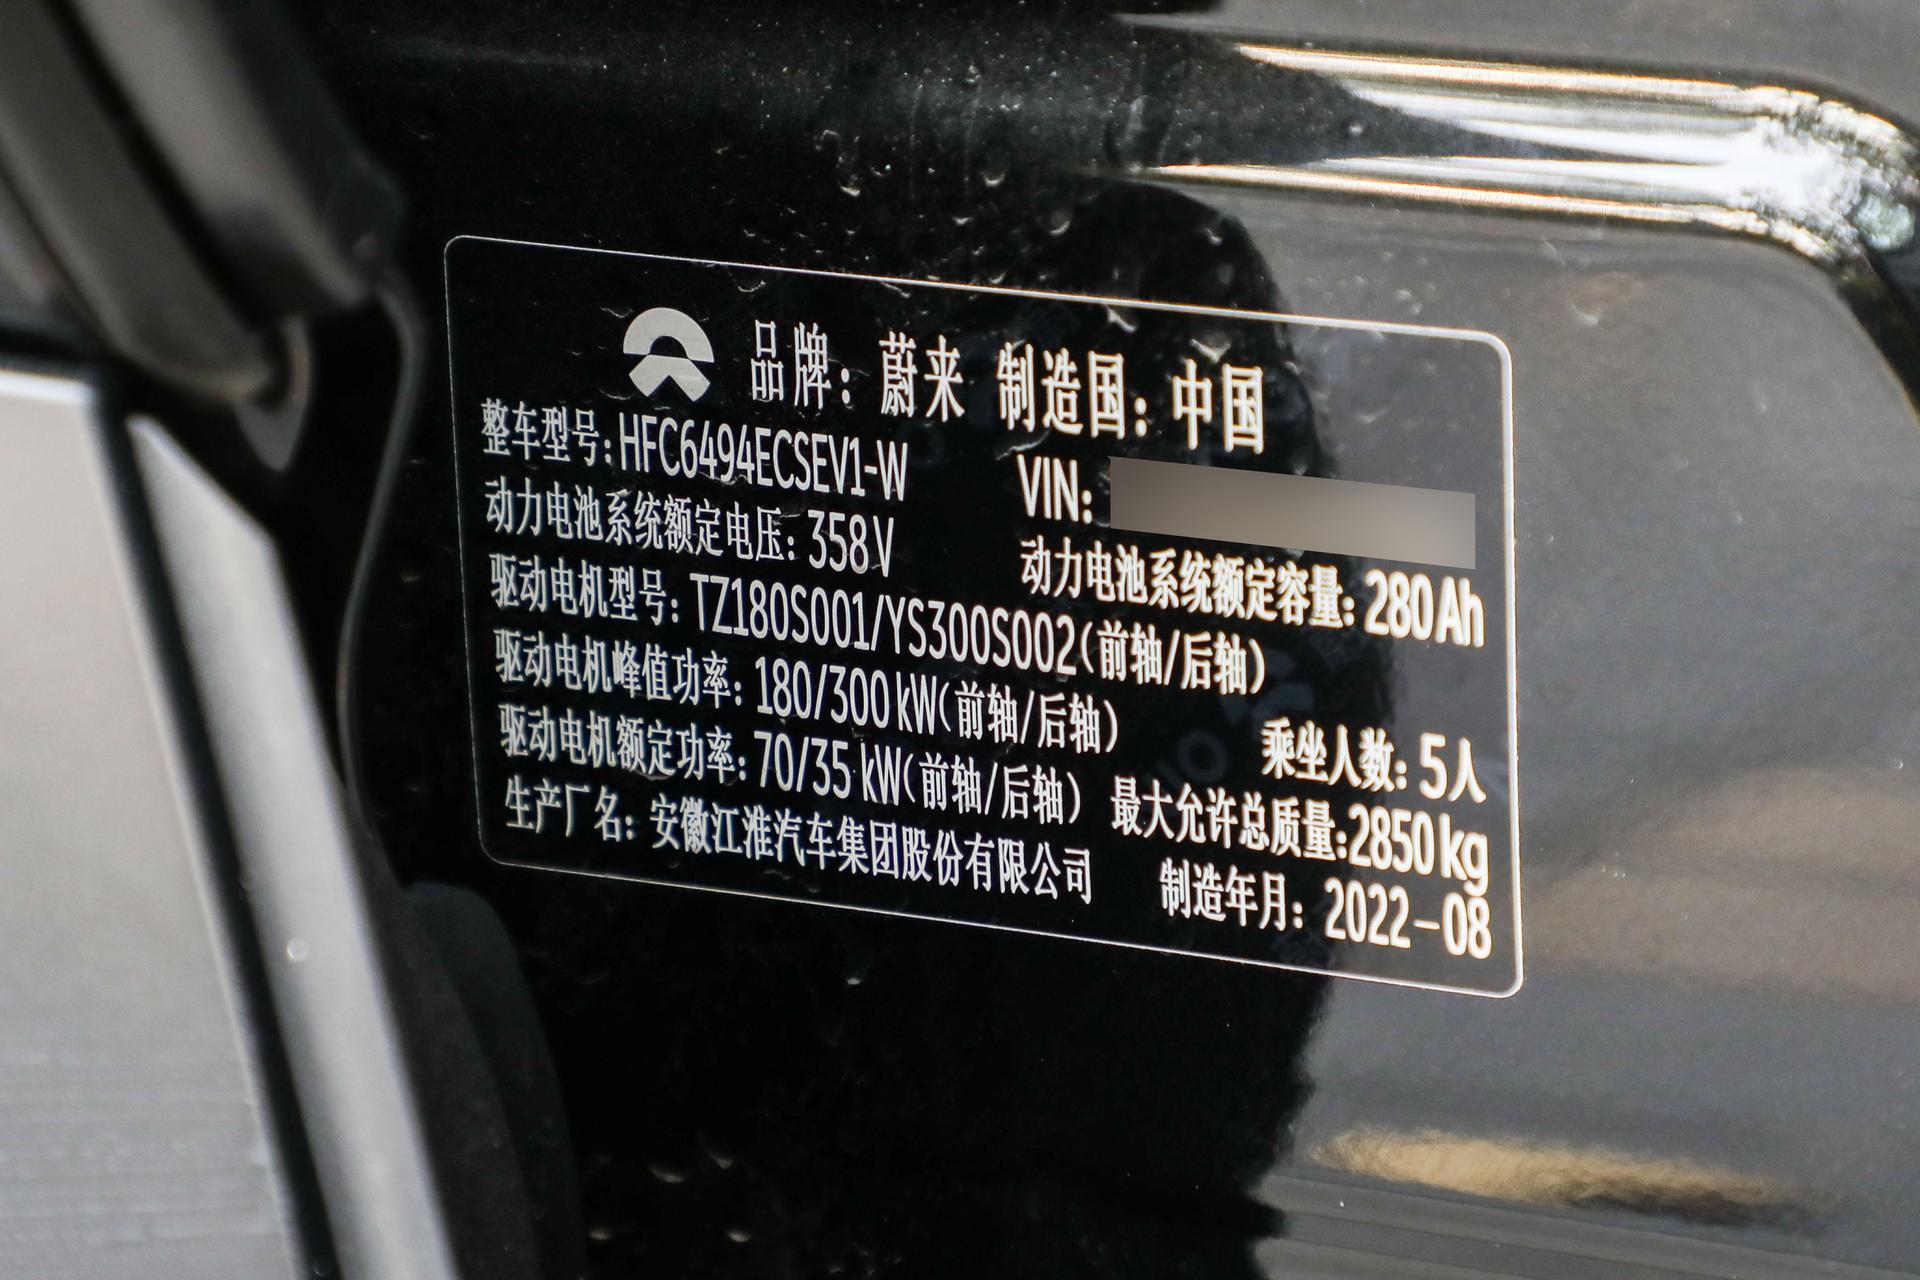 品牌：蔚来 制造国：中国
整车型号：HFC6494ECSEV1-W VIN:
动力电池系统额定电压：358V 动力电池系统额定容量：280Ah
驱动电机型号：TZ180S001/YS300S002(前轴/后轴)
驱动电机峰值功率：180/300kW(前轴/后轴) 乘坐人数：5人
驱动电机额定功率：70/35kW(前轴/后轴) 最大允许总质量：2850kg
生产厂名：安徽江淮汽车集团股份有限公司 制造年月：2022-08